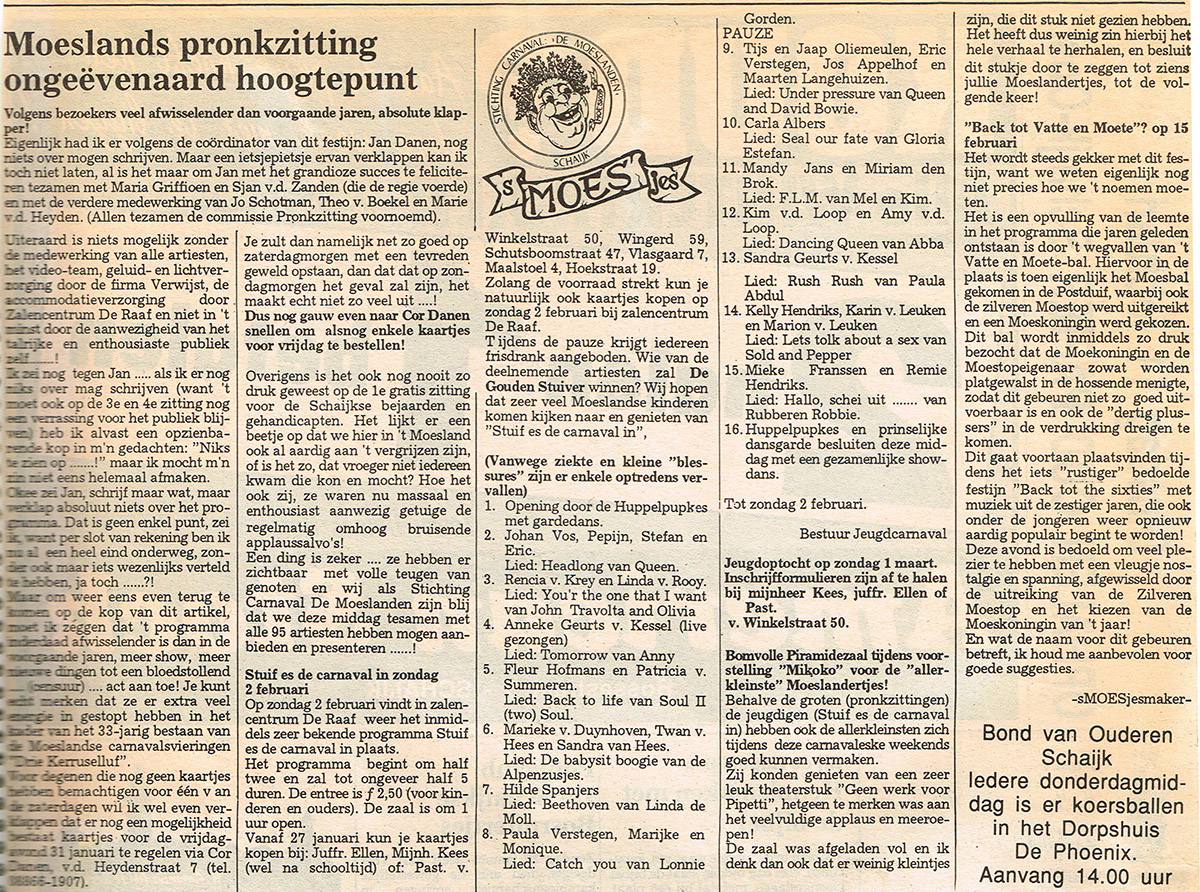 Moeslands pronkzitting
ongeëvenaard hoogtepunt
Volgens bezoekers veel afwisselender dan voorgaande jaren, absolute klap-
per!
Eigenlijk had ik er volgens de coördinator van dit festijn: Jan Danen, nog
niets over mogen schrijven. Maar een ietsjepietsje ervan verklappen kan ik
toch niet laten, al is het maar om Jan met het grandioze succes te felicite-
ren tezamen met Maria Griffioen en Sjan v.d. Zanden (die de regie voerde)
en met de verdere medewerking van Jo Schotman, Theo v. Boekel en Marie
v.d. Heyden. (Allen tezamen de commissie Pronkzitting voornoemd).
Uiteraard is niets mogelijk zonder
de medewerking van alle artiesten,
het video-team, geluid- en lichtver-
zorging door de firma Verwijst, de
accommodatieverzorging door
Zalencentrum De Raaf en niet in 't
minst door de aanwezigheid van het
talrijke en enthousiaste publiek
zelf ......!
Ik zei nog tegen Jan ..... als ik er nog
niks over mag schrijven (want 't
moet ook op de 3e en 4e zitting nog
een verrassing voor het publiek blij-
ven) heb ik alvast een opzienba-
rende kop in m'n gedachten: "Niks
te zien op .......!" maar ik mocht m'n
zin niet eens helemaal afmaken.
Okee zei Jan, schrijf maar wat, maar
verklap absoluut niets over het pro-
gramma. Dat is geen enkel punt, zei
ik, want per slot van rekening ben ik
nu al een heel eind onderweg, zon-
der ook maar iets wezenlijks verteld
te hebben, ja toch ......?!
Maar om weer eens even terug te
komen op de kop van dit artikel,
moet ik zeggen dat 't programma
inderdaad afwisselender is dan in de
voorgaande jaren, meer show, meer
nieuwe dingen tot een bloedstollend
.... (censuur) .... act aan toe! Je kunt
echt merken dat ze er extra veel
energie in gestopt hebben in het
kader van het 33-jarig bestaan van
de Moeslandse carnavalsvieringen
"Drie Kerruselluf".
Voor degenen die nog geen kaarten
hebben bemachtigen voor één v an
de zaterdagen wil ik wel even ver-
klappen dat er nog een mogelijkheid
bestaat kaartjes voor de vrijdag-
avond 31 januari te regelen via Cor
Danen, v.d. Heydenstraat 7 (tel.
08866-1907).
Je zult dan namelijk net zo goed op
zaterdagmorgen met een tevreden
geweld opstaan, dan dat dat op zon-
dagmorgen het geval zal zijn, het
maakt echt niet zo veel uit ....!
Dus nog gauw even naar Cor Danen
snellen om alsnog enkele kaartjes
voor vrijdag te bestellen!
Overigens is het ook nog nooit zo
druk geweest op de 1e gratis zitting
voor de Schaijkse bejaarden en
gehandicapten. Het lijkt er een
beetje op dat we hier in 't Moesland
ook al aardig aan 't vergrijzen zijn,
of is het zo, dat vroeger niet iedereen
kwam die kon en mocht? Hoe het
ook zij, ze waren nu massaal en
enthousiast aanwezig getuige de
regelmatig omhoog bruisende
applaussalvo's!
Een ding is zeker .... ze hebben er
zichtbaar met volle teugen van
genoten en wij als Stichting
Carnaval De Moeslanden zijn blij
dat we deze middag tesamen met
alle 95 artiesten hebben mogen aan-
bieden en presenteren ......!
Stuif es de carnaval in zondag
2 februari
Op zondag 2 februari vindt in zalen-
centrum De Raaf weer het inmid-
dels zeer bekende programma Stuif
es de carnaval in plaats.
Het programma begint om half
twee en zal tot ongeveer half 5
duren. De entree is ƒ 2,50 (voor kin-
deren en ouders). De zaal is om 1
uur open.
Vanaf 27 januari kun je kaartjes
kopen bij: Juffr. Ellen, Mijnh. Kees
(wel na schooltijd) of: Past. v.
STICHTING CARNAVAL: DE MOESLANDEN
SCHAIJK
s MOES jes
Winkelstraat 50, Wingerd 59,
Schutsboomstraat 47, Vlasgaard 7,
Maalstoel 4, Hoekstraat 19.
Zolang de voorraad strekt kun je
natuurlijk ook kaartjes kopen op
zondag 2 februari bij zalencentrum
De Raaf.
Tijdens de pauze krijgt iedereen
frisdrank aangeboden. Wie van de
deelnemende artiesten zal De
Gouden Stuiver winnen? Wij hopen
dat zeer veel Moeslandse kinderen
komen kijken naar en genieten van
"Stuif es de carnaval in",
(Vanwege ziekte en kleine "bles-
sures" zijn er enkele optredens ver-
vallen)
1. Opening door de Huppelpupkes
met gardedans.
2. Johan Vos, Pepijn, Stefan en
Eric.
Lied: Headlong van Queen.
3. Rencia v. Krey en Linda v. Rooy.
Lied: You'r the one that I want
van John Travolta en Olivia
4. Anneke Geurts v. Kessel (live
gezongen)
Lied: Tomorrow van Anny
5. Fleur Hofmans en Patricia v.
Summeren.
Lied: Back to life van Soul II
(two) Soul.
6. Marieke v. Duynhoven, Twan v.
Hees en Sandra van Hees.
Lied: De babysit boogie van de
Alpenzusjes.
7. Hilde Spanjers
Lied: Beethoven van Linda de
Moll.
8. Paula Verstegen, Marijke en
Monique.
Lied: Catch you van Lonnie
Gorden.
PAUZE
9. Tijs en Jaap Oliemeulen, Eric
Verstegen, Jos Appelhof en
Maarten Langehuizen.
Lied: Under pressure van Queen
and David Bowie.
10. Carla Albers
Lied: Seal our fate van Gloria
Estefan.
11. Mandy Jans en Miriam den
Brok.
Lied: F.L.M. van Mel en Kim.
12. Kim v.d. Loop en Amy v.d.
Loop.
Lied: Dancing Queen van Abba
13. Sandra Geurts v. Kessel
Lied: Rush Rush van Paula
Abdul
14. Kelly Hendriks, Karin v. Leuken
en Marion v. Leuken
Lied: Lets talk about a sex van
Sold and Pepper
15. Mieke Franssen en Remie
Hendriks.
Lied: Hallo, schei uit ....... van
Rubberen Robbie.
16. Huppelpupkes en prinselijke
dansgarde besluiten deze mid-
dag met een gezamenlijke show-
dans.
Tot zondag 2 februari.
Bestuur Jeugdcarnaval
Jeugdoptocht op zondag 1 maart.
Inschrijfformulieren zijn af te halen
bij mijnheer Kees, juffr. Ellen of
Past.
v. Winkelstraat 50.
Bomvolle Piramidezaal tijdens voor-
stelling "Mikoko" voor de "aller-
kleinste" Moeslandertjes!
Behalve de groten (pronkzittingen)
de jeugdigen (Stuif es de carnaval
in) hebben ook de allerkleinsten zich
tijdens deze carnavaleske weekends
goed kunnen vermaken.
Zij konden genieten van een zeer
leuk theaterstuk "Geen werk voor
Pipetti", hetgeen te merken was aan
het veelvuldige applaus en meeroe-
pen!
De zaal was afgeladen vol en ik
denk dan ook dat er weinig kleintjes
zijn, die dit stuk niet gezien hebben.
Het heeft dus weinig zin hierbij het
hele verhaal te herhalen, en besluit
dit stukje door te zeggen tot ziens
jullie Moeslandertjes, tot de vol-
gende keer!
"Back tot Vatte en Moete"? op 15
februari
Het wordt steeds gekker met dit fes-
tijn, want we weten eigenlijk nog
niet precies hoe we 't noemen moe-
ten.
Het is een opvulling van de leemte
in het programma die jaren geleden
ontstaan is door 't wegvallen van 't
Vatte en Moete-bal. Hiervoor in de
plaats is toen eigenlijk het Moesbal
gekomen in de Postduif, waarbij ook
de zilveren Moestop werd uitgereikt
en een Moeskoningin werd gekozen.
Dit bal wordt inmiddels zo druk
bezocht dat de Moekoningin en de
Moestopeigenaar zowat worden
platgewalst in de hossende menigte,
zodat dit gebeuren niet zo goed uit-
voerbaar is en ook de "dertig plus-
sers" in de verdrukking dreigen te
komen.
Dit gaat voortaan plaatsvinden tij-
dens het iets "rustiger" bedoelde
festijn "Back tot the sixties" met
muziek uit de zestiger jaren, die ook
onder de jongeren weer opnieuw
aardig populair begint te worden!
Deze avond is bedoeld om veel ple-
zier te hebben met een vleugje nos-
talgie en spanning, afgewisseld door
de uitreiking van de Zilveren
Moestop en het kiezen van de
Moeskoningin van 't jaar!
En wat de naam voor dit gebeuren
betreft, ik houd me aanbevolen voor
goede suggesties.
-sMOESjesmaker-
Bond van Ouderen
Schaijk
Iedere donderdagmid-
dag is er koersballen
in het Dorpshuis
De Phoenix.
Aanvang 14.00 uur